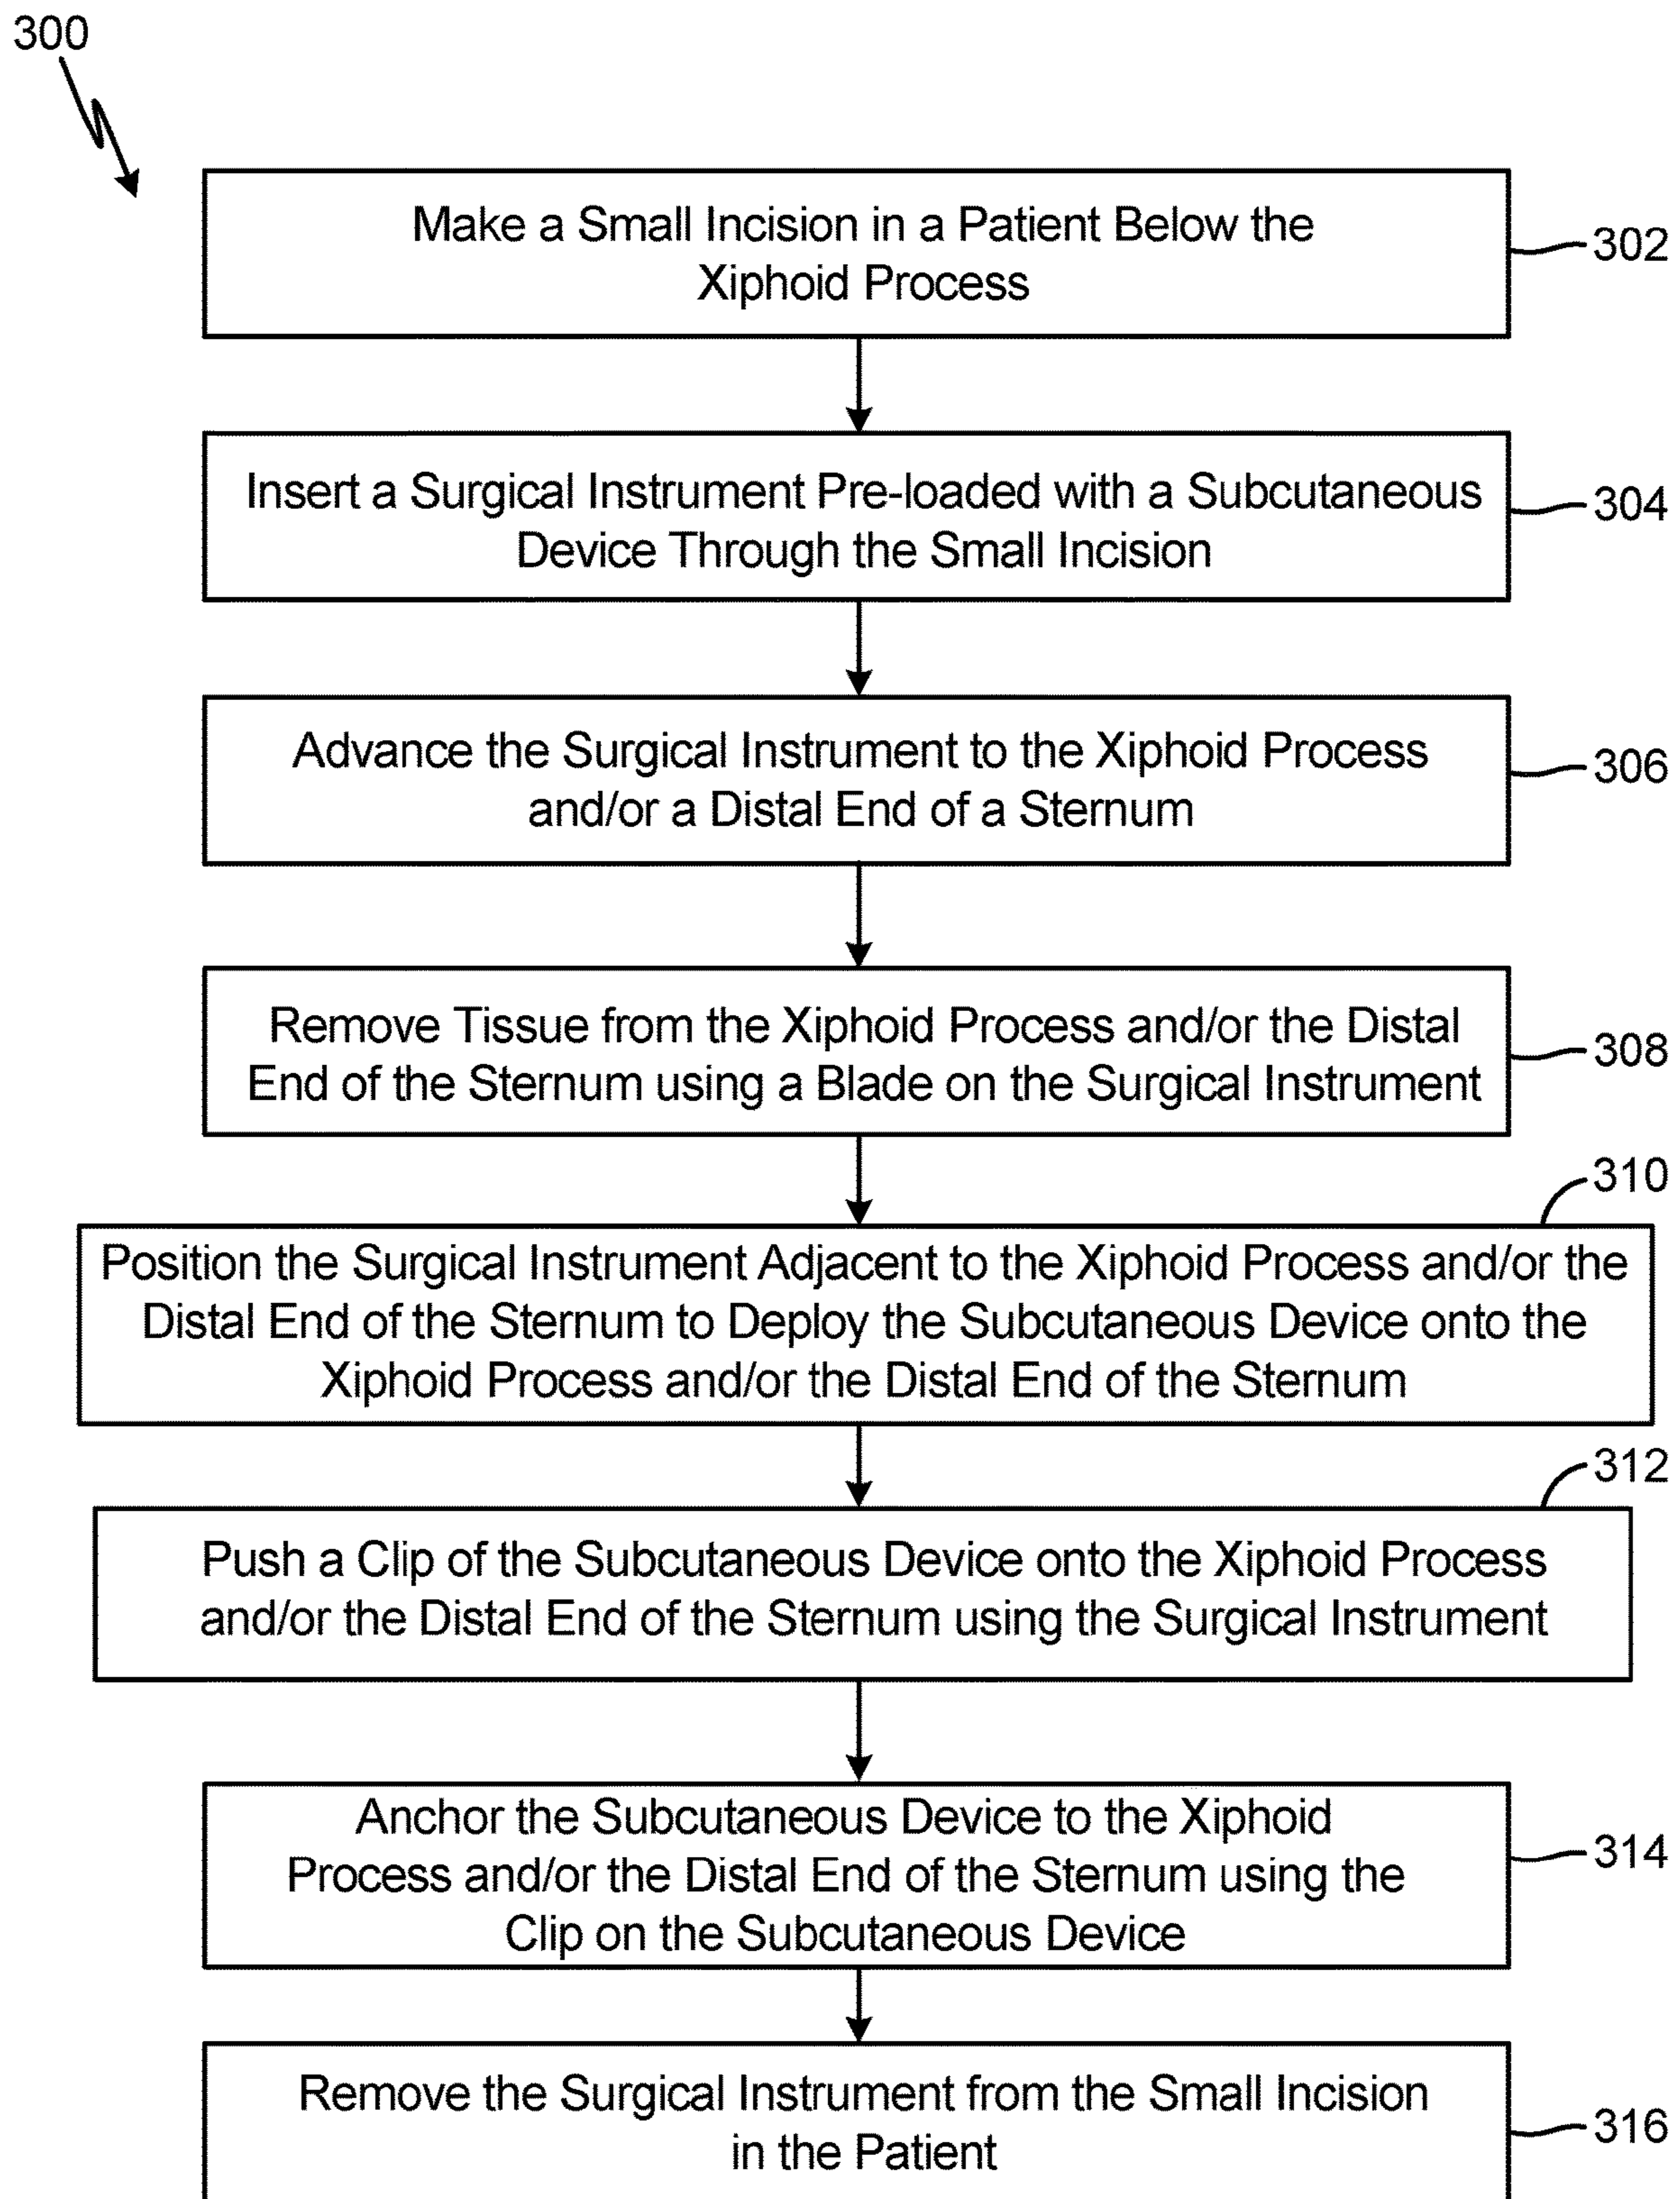 300
Make a Small Incision in a Patient Below the
Xiphoid Process
302
Insert a Surgical Instrument Pre-loaded with a Subcutaneous
Device Through the Small Incision
304
Advance the Surgical Instrument to the Xiphoid Process
and/or a Distal End of a Sternum
306
Remove Tissue from the Xiphoid Process and/or the Distal
End of the Sternum using a Blade on the Surgical Instrument
308
310
Position the Surgical Instrument Adjacent to the Xiphoid Process and/or the
Distal End of the Sternum to Deploy the Subcutaneous Device onto the
Xiphoid Process and/or the Distal End of the Sternum
312
Push a Clip of the Subcutaneous Device onto the Xiphoid Process
and/or the Distal End of the Sternum using the Surgical Instrument
Anchor the Subcutaneous Device to the Xiphoid
Process and/or the Distal End of the Sternum using the
Clip on the Subcutaneous Device
314
Remove the Surgical Instrument from the Small Incision
in the Patient
316